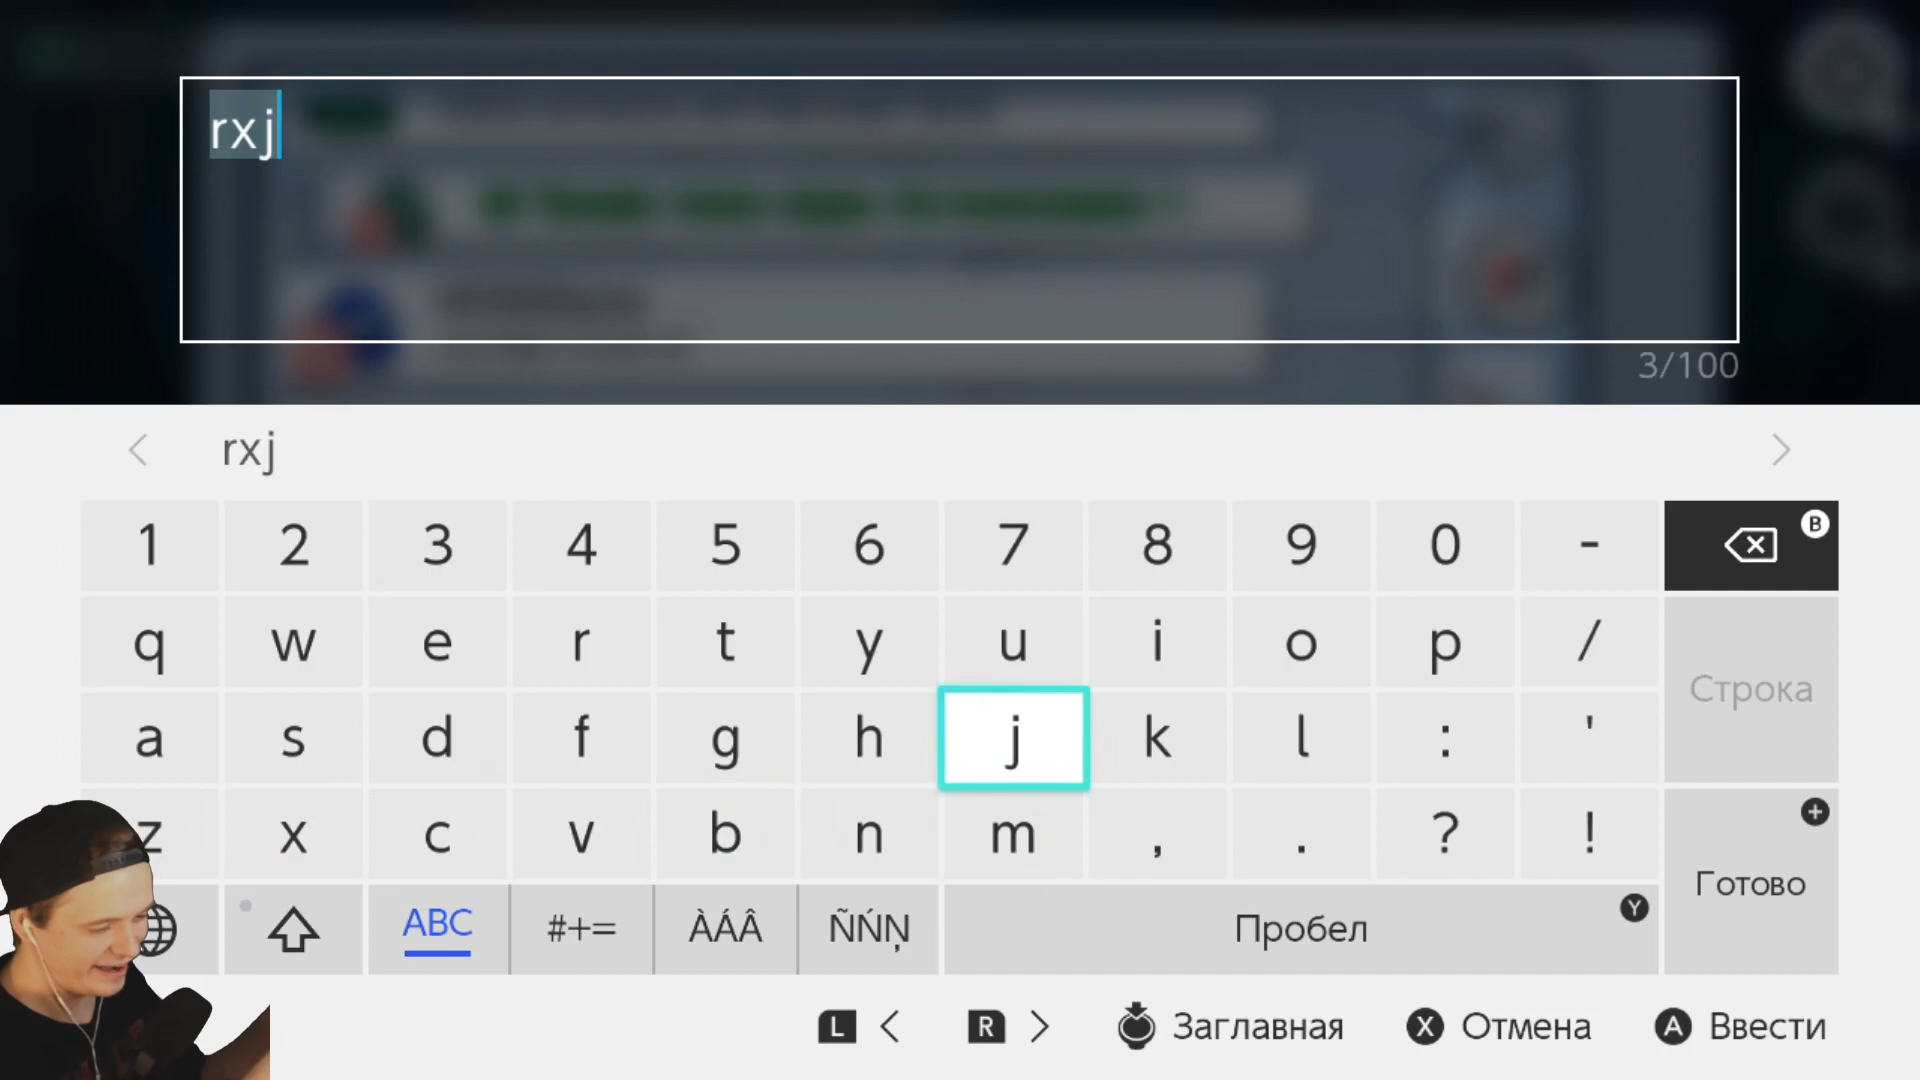 rxj
3/100
rxj
1 2 3 4 5 6 7 8 9 0 - B
q w e r t y u i o p /
Строка
a s d f g h j k l : '
z x c v b n m , . ? ! +
Готово
ABC #+= ÀÁÂ ÑŃŅ Пробел Y
L < R > Заглавная X Отмена A Ввести